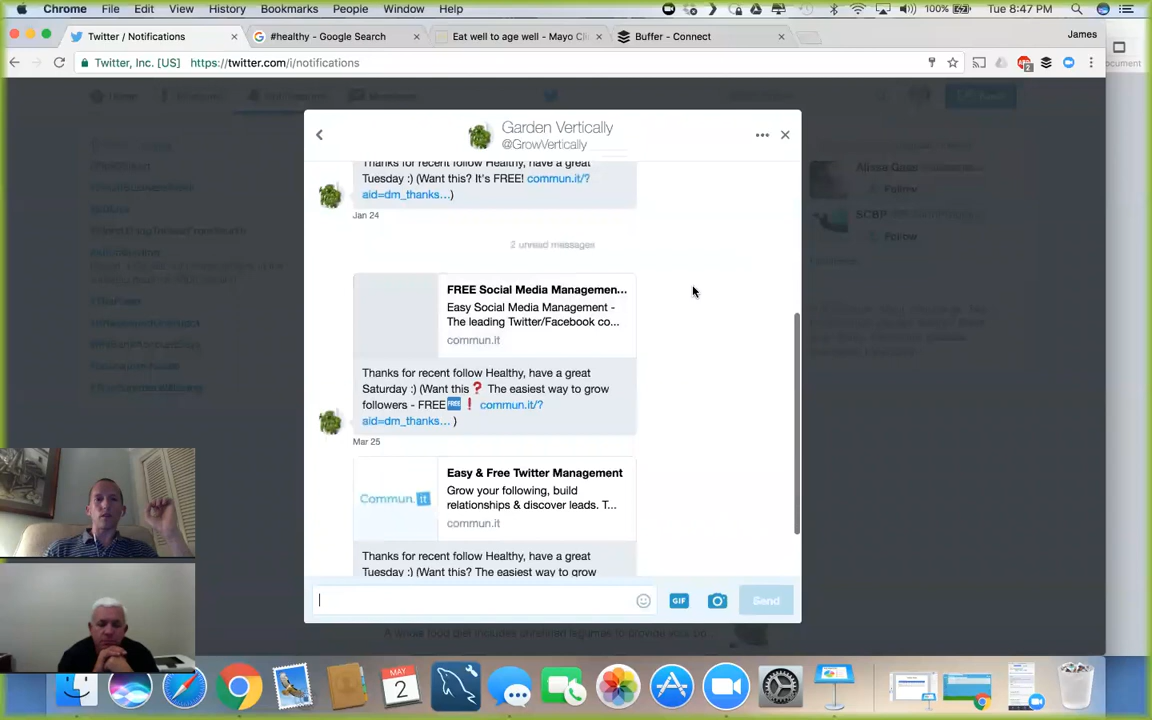 Chrome File Edit View History Bookmarks People Window Help 100% Tue 8:47 PM
Twitter / Notifications #healthy - Google Search Eat well to age well - Mayo Cli Buffer - Connect James
Twitter, Inc. [US] https://twitter.com/i/notifications
Garden Vertically
@GrowVertically
Thanks for recent follow Healthy, have a great
Tuesday :) (Want this? It's FREE! commun.it/?
aid=dm_thanks...)
Jan 24
2 unread messages
FREE Social Media Managemen...
Easy Social Media Management -
The leading Twitter/Facebook co...
commun.it
Thanks for recent follow Healthy, have a great
Saturday :) (Want this❓ The easiest way to grow
followers - FREE🆓❗ commun.it/?
aid=dm_thanks... )
Mar 25
Easy & Free Twitter Management
Commun.it
Grow your following, build
relationships & discover leads. T...
commun.it
Thanks for recent follow Healthy, have a great
Tuesday :) (Want this? The easiest way to grow
GIF Send
Alissa
Follow
SCBP
Follow
2
MAY
2